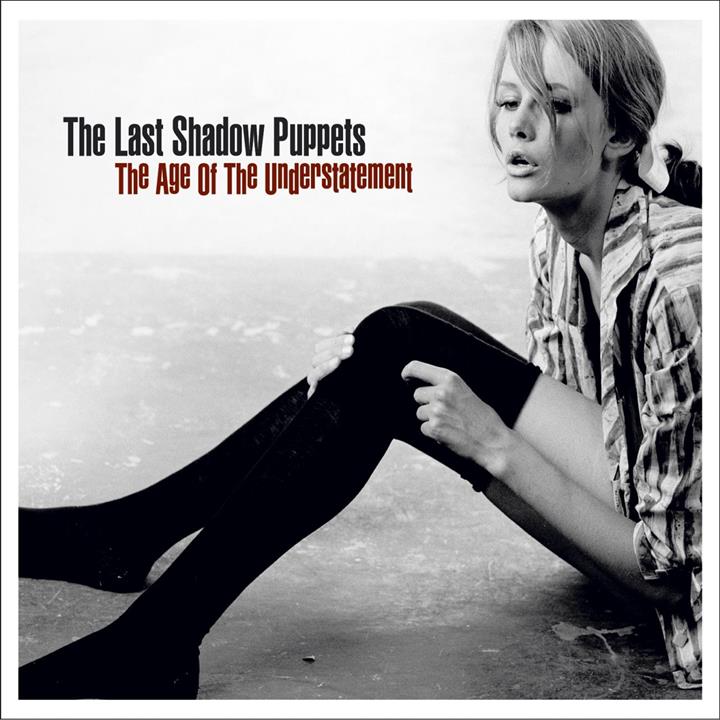 The Last Shadow Puppets
The Age Of The Understatement